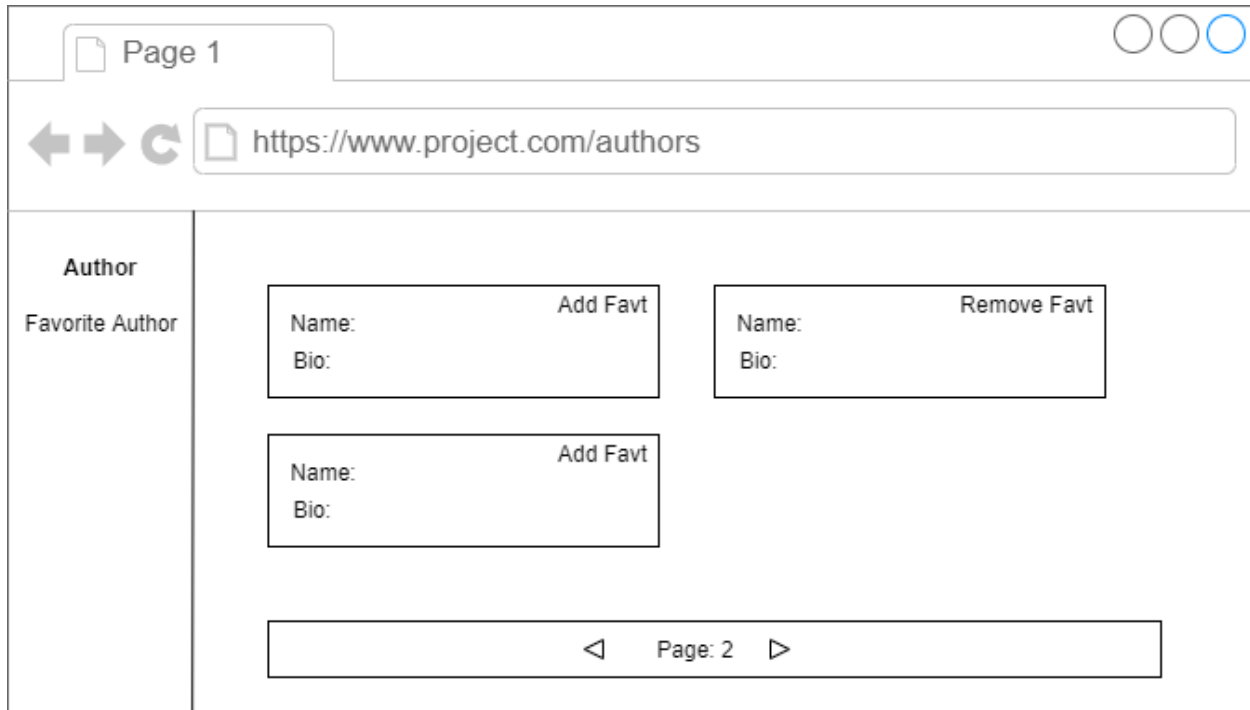 Page 1
https://www.project.com/authors
Author
Favorite Author
Add Favt
Name:
Bio:
Remove Favt
Name:
Bio:
Add Favt
Name:
Bio:
Page: 2